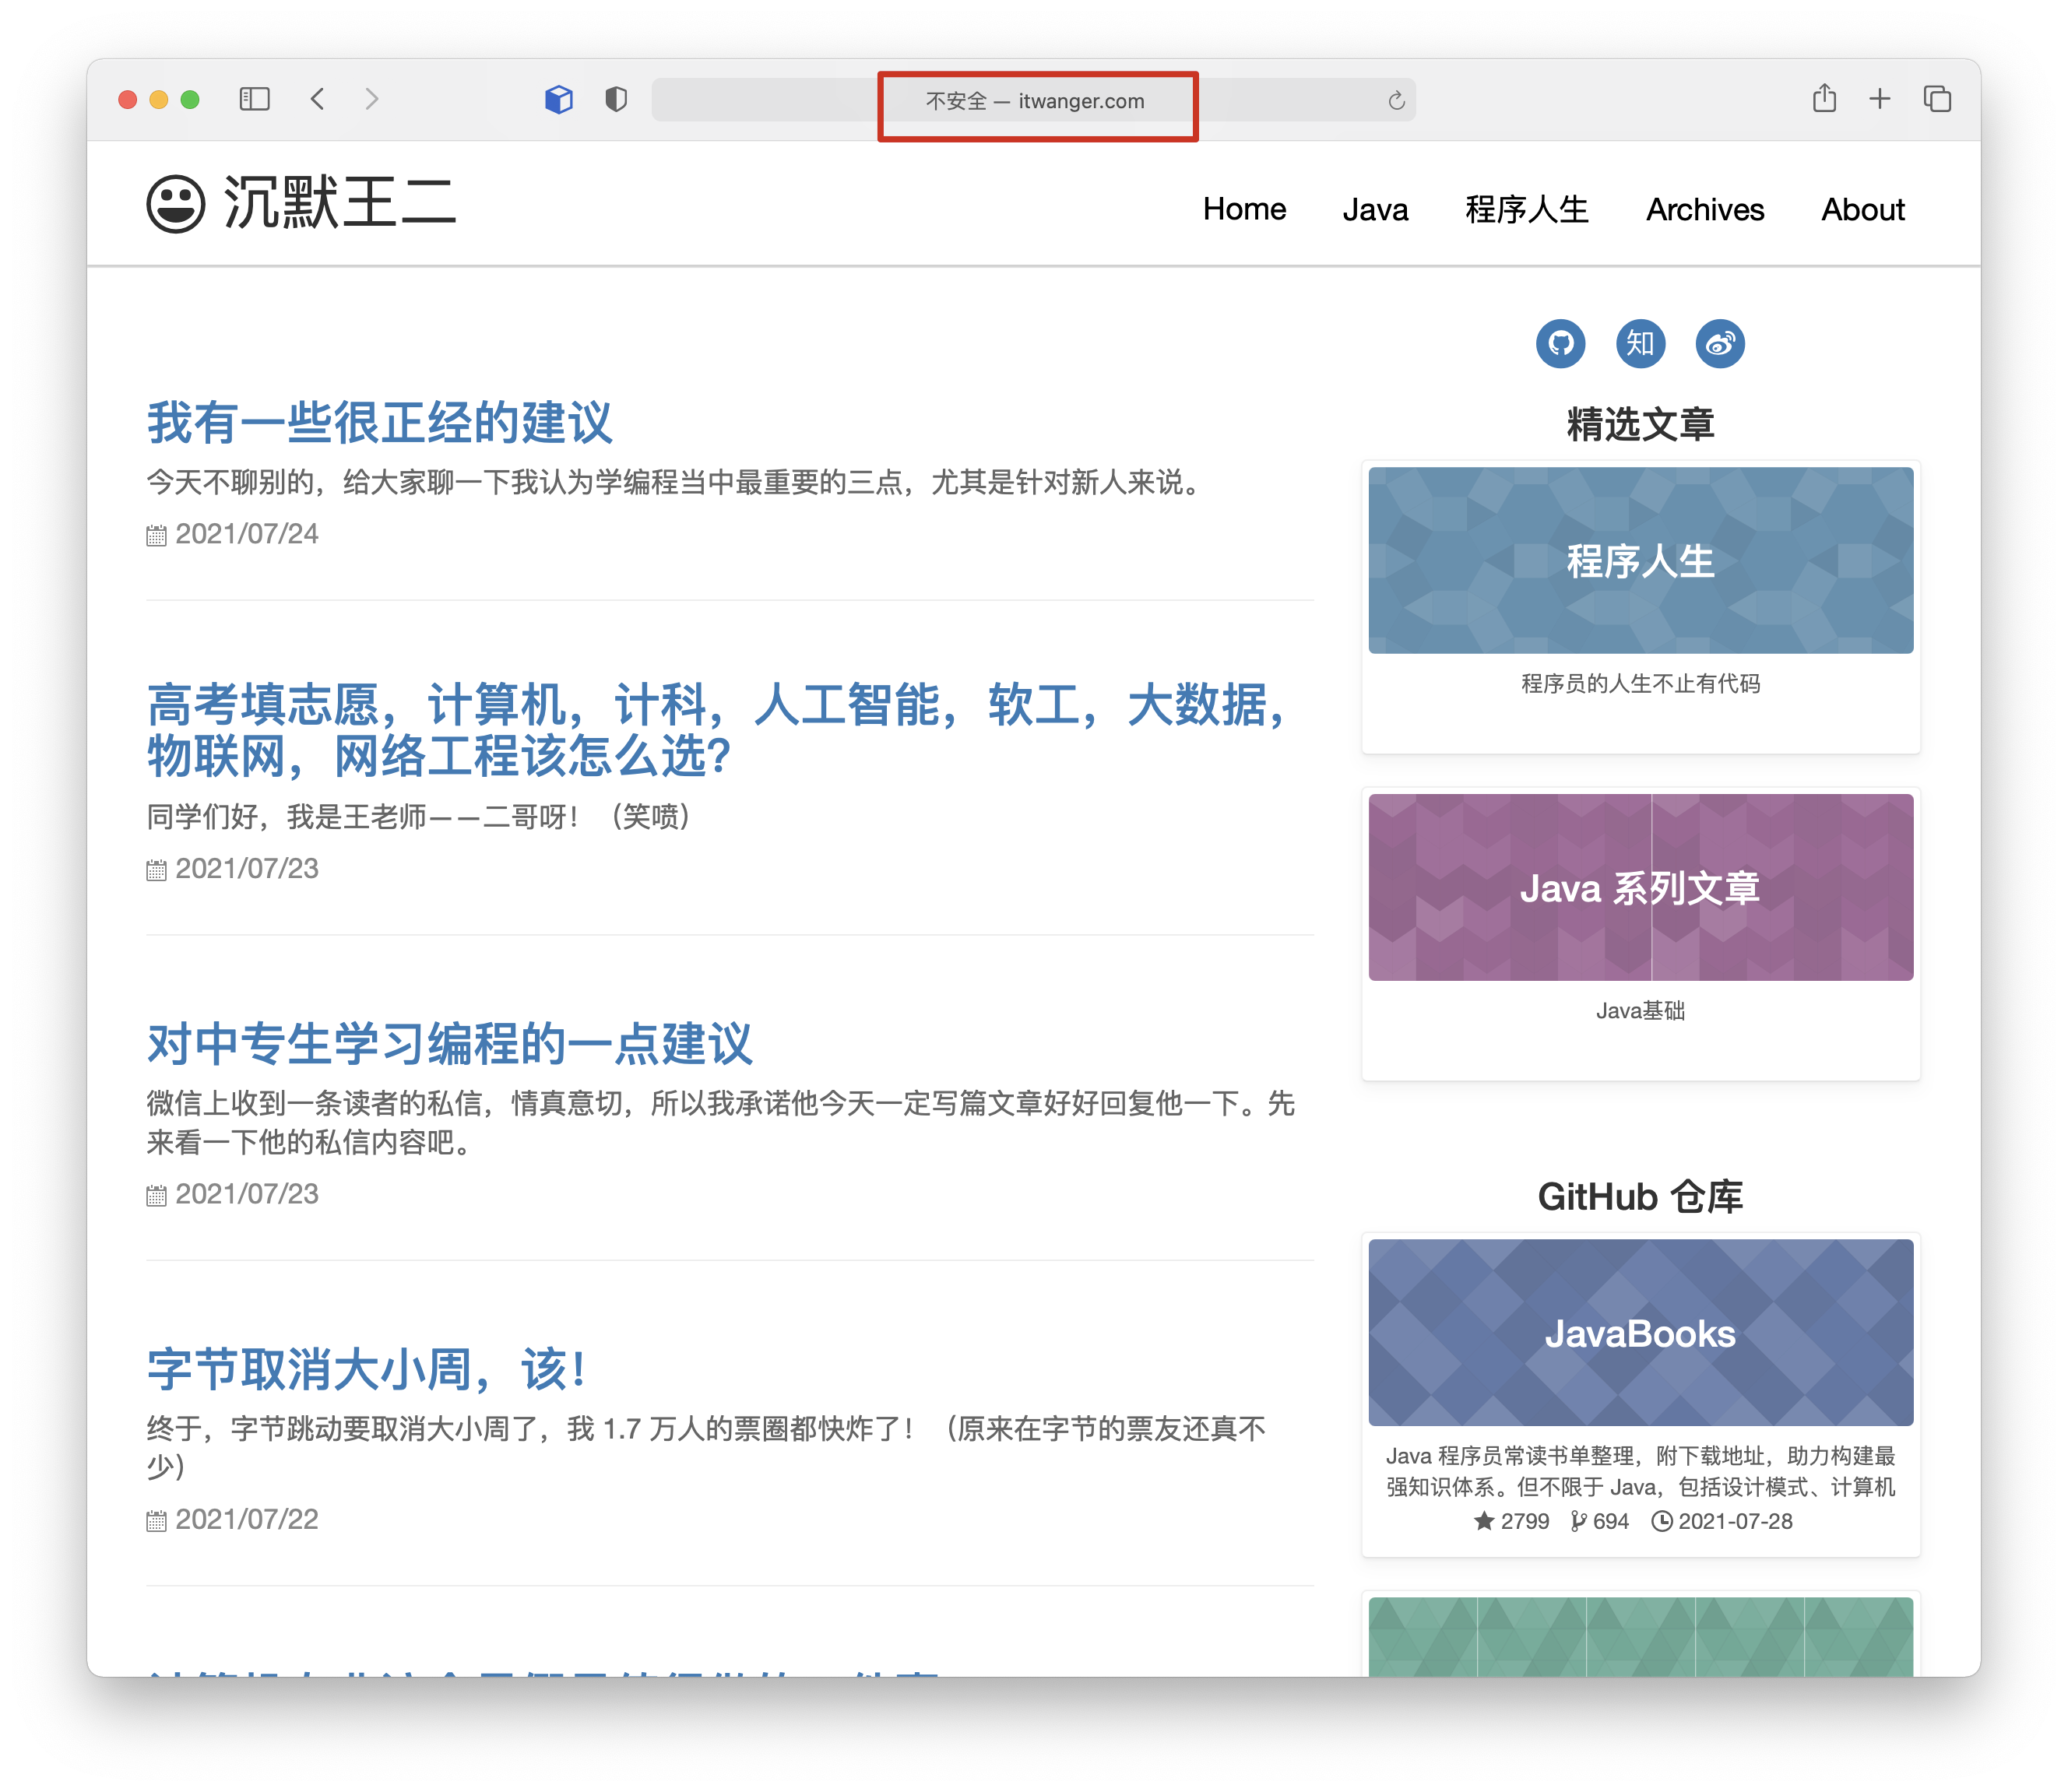 不安全 — itwanger.com
沉默王二
Home Java 程序人生 Archives About
我有一些很正经的建议
今天不聊别的，给大家聊一下我认为学编程当中最重要的三点，尤其是针对新人来说。
2021/07/24
高考填志愿，计算机，计科，人工智能，软工，大数据，
物联网，网络工程该怎么选？
同学们好，我是王老师——二哥呀！（笑喷）
2021/07/23
对中专生学习编程的一点建议
微信上收到一条读者的私信，情真意切，所以我承诺他今天一定写篇文章好好回复他一下。先
来看一下他的私信内容吧。
2021/07/23
字节取消大小周，该！
终于，字节跳动要取消大小周了，我 1.7 万人的票圈都快炸了！（原来在字节的票友还真不
少）
2021/07/22
知
精选文章
程序人生
程序员的人生不止有代码
Java 系列文章
Java基础
GitHub 仓库
JavaBooks
Java 程序员常读书单整理，附下载地址，助力构建最
强知识体系。但不限于 Java，包括设计模式、计算机
2799 694 2021-07-28